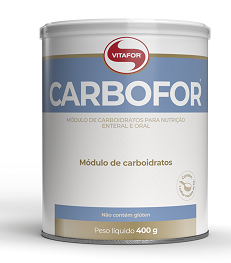 VITAFOR
CARBOFOR
MÓDULO DE CARBOIDRATOS PARA NUTRIÇÃO
ENTERAL E ORAL
Módulo de carboidratos
Não contém glúten
Peso líquido 400 g